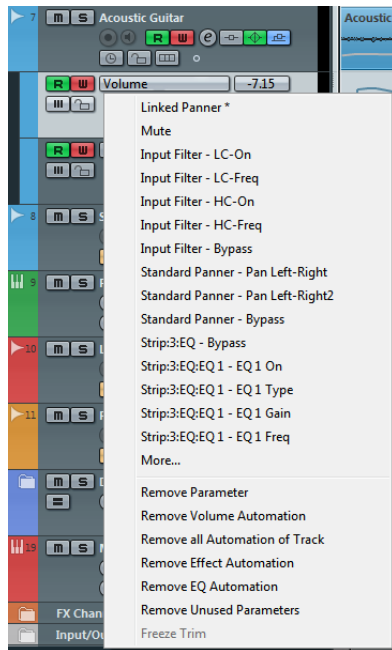 7 m S Acoustic Guitar
Acoustic
R W e
R W Volume -7.15
Linked Panner *
Mute
R W
Input Filter - LC-On
Input Filter - LC-Freq
Input Filter - HC-On
8 m S S
Input Filter - HC-Freq
Input Filter - Bypass
Standard Panner - Pan Left-Right
9 m S
Standard Panner - Pan Left-Right2
Standard Panner - Bypass
10 m S L
Strip:3:EQ - Bypass
Strip:3:EQ:EQ 1 - EQ 1 On
Strip:3:EQ:EQ 1 - EQ 1 Type
11 m S
Strip:3:EQ:EQ 1 - EQ 1 Gain
Strip:3:EQ:EQ 1 - EQ 1 Freq
More...
m S
Remove Parameter
Remove Volume Automation
Remove all Automation of Track
19 m S
Remove Effect Automation
Remove EQ Automation
FX Chan
Remove Unused Parameters
Input/Ou
Freeze Trim